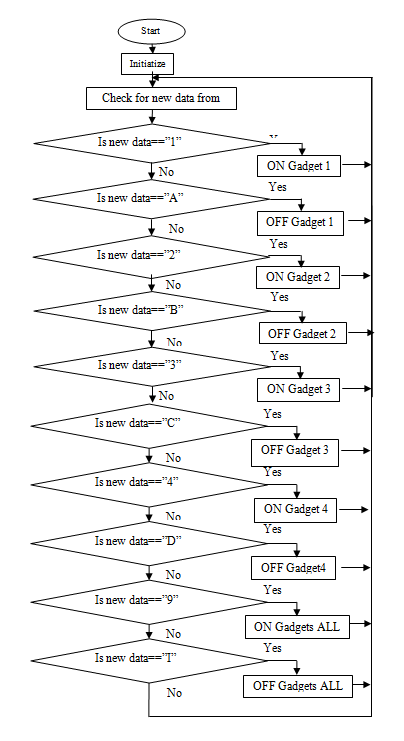 Start
Initiatize
Check for new data from
Is new data==”1”
ON Gadget 1
No
Yes
Is new data==”A”
OFF Gadget 1
No
Yes
Is new data==”2”
ON Gadget 2
No
Yes
Is new data==”B”
OFF Gadget 2
No
Yes
Is new data==”3”
ON Gadget 3
No
Yes
Is new data==”C”
OFF Gadget 3
No
Yes
Is new data==”4”
ON Gadget 4
No
Yes
Is new data==”D”
OFF Gadget4
No
Yes
Is new data==”9”
ON Gadgets ALL
No
Yes
Is new data==”I”
OFF Gadgets ALL
No